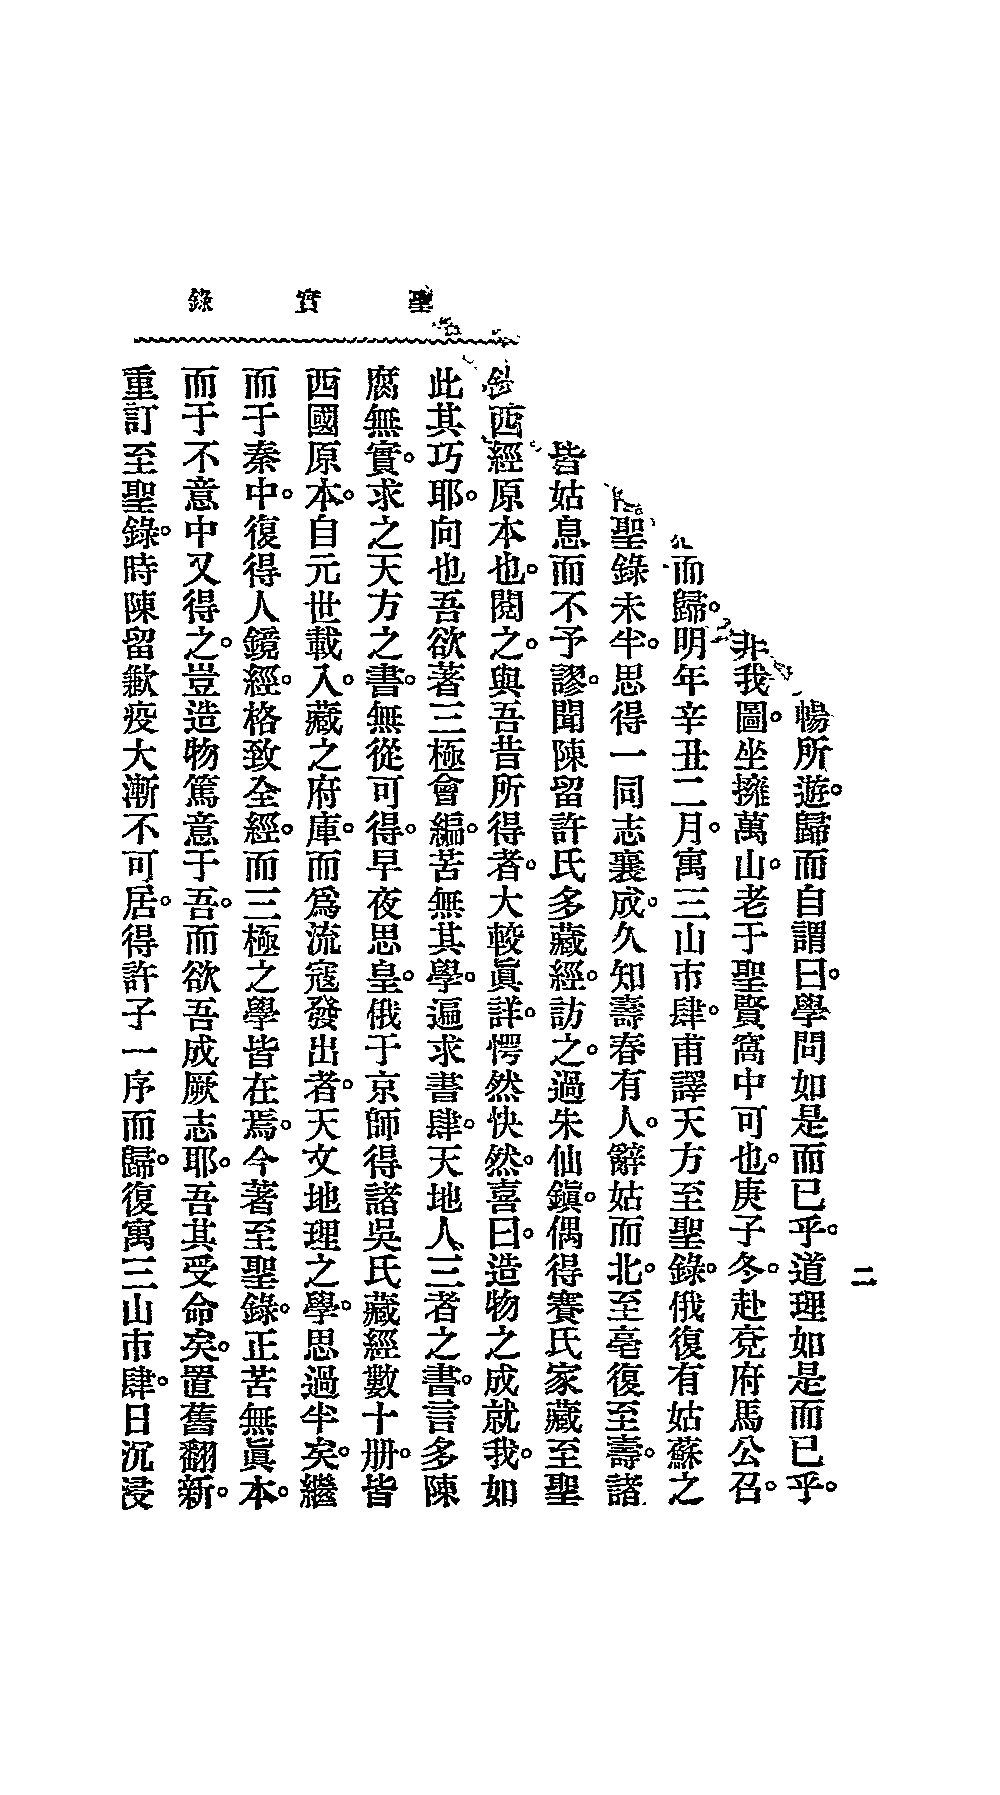 聖實錄
二
暢所遊。歸而自謂曰。學問如是而已乎。道理如是而已乎。
非我圖。坐擁萬山。老于聖賢窩中可也。庚子冬。赴兖府馬公召。
而歸。明年辛丑二月。寓三山市肆。甫譯天方至聖錄。俄復有姑蘇之
聖錄未半。思得一同志襄成。久知壽春有人。辭姑而北。至亳復至壽。諸
皆姑息而不予謬。聞陳留許氏多藏經。訪之。過朱仙鎭。偶得賽氏家藏至聖
西經原本也。閱之。與吾昔所得者。大較眞詳。愕然快然。喜曰。造物之成就我。如
此其巧耶。向也吾欲著三極會編。苦無其學。遍求書肆。天地人三者之書。言多陳
腐無實。求之天方之書。無從可得。早夜思皇。俄于京師得諸吳氏藏經數十册。皆
西國原本。自元世載入。藏之府庫。而爲流寇發出者。天文地理之學。思過半矣。繼
而于秦中。復得人鏡經。格致全經。而三極之學皆在焉。今著至聖錄。正苦無眞本。
而于不意中又得之。豈造物篤意于吾。而欲吾成厥志耶。吾其受命矣。置舊翻新。
重訂至聖錄。時陳留歉疫大漸不可居。得許子一序而歸。復寓三山市肆。日沉浸